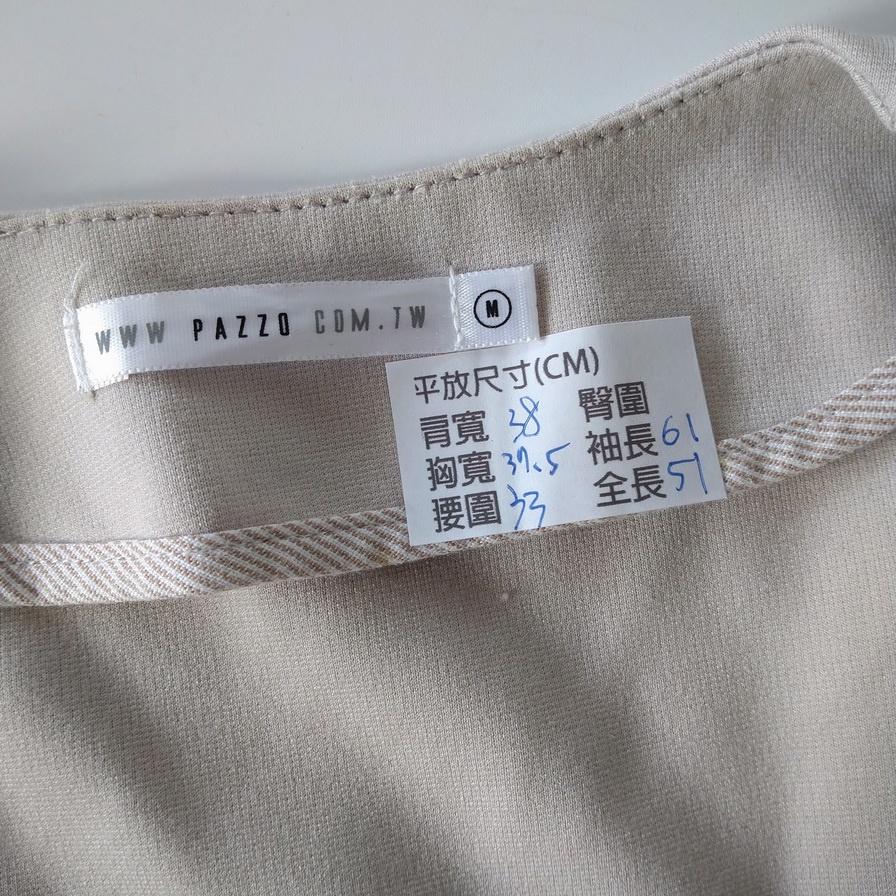 WWW PAZZO COM.TW
M
平放尺寸(CM)
肩寬 38 臀圍
胸寬 37.5 袖長 61
腰圍 33 全長 51